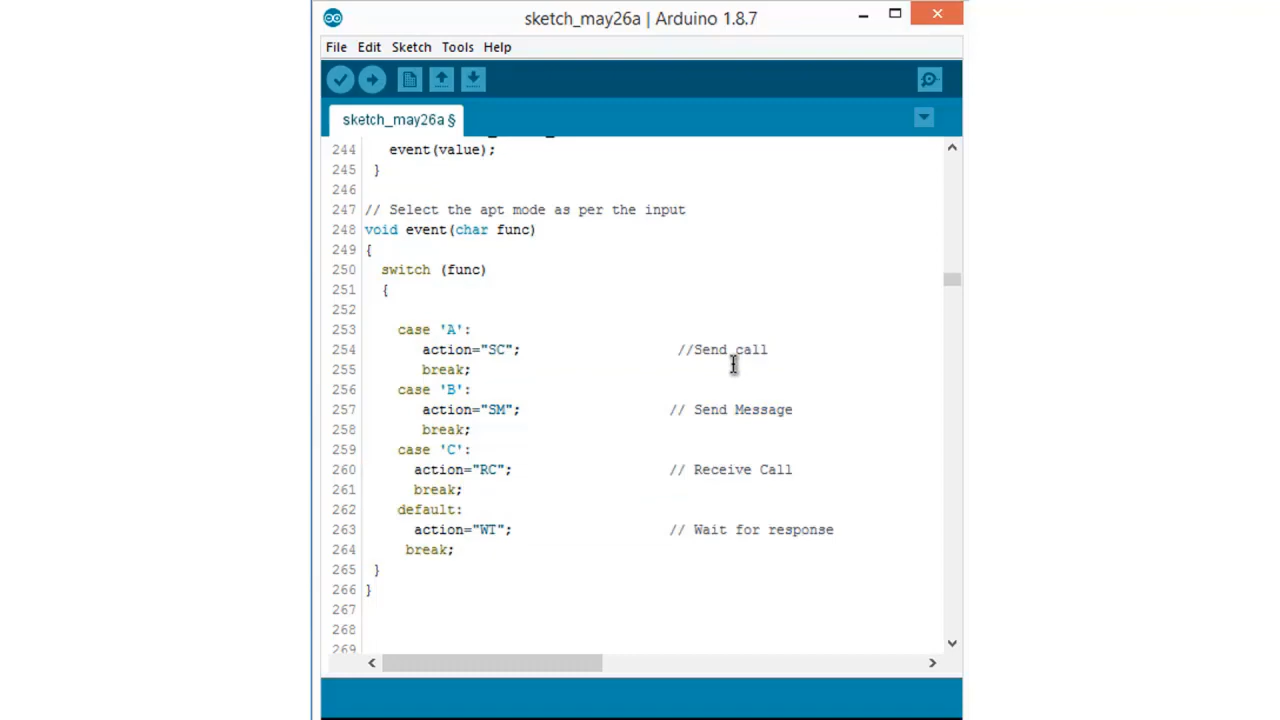 sketch_may26a | Arduino 1.8.7
File Edit Sketch Tools Help
sketch_may26a §
244 event(value);
245 }
246
247 // Select the apt mode as per the input
248 void event(char func)
249 {
250 switch (func)
251 {
252
253 case 'A':
254 action="SC"; //Send call
255 break;
256 case 'B':
257 action="SM"; // Send Message
258 break;
259 case 'C':
260 action="RC"; // Receive Call
261 break;
262 default:
263 action="WT"; // Wait for response
264 break;
265 }
266 }
267
268
269